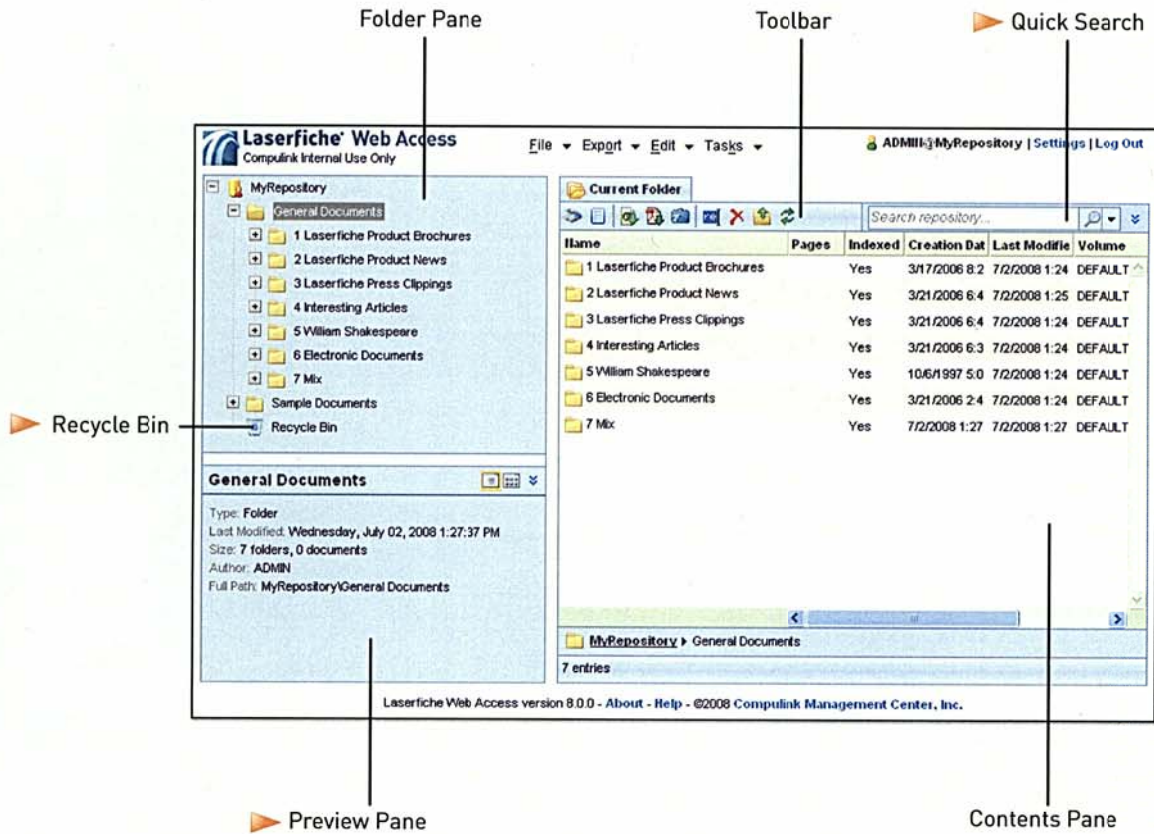 Folder Pane
Toolbar
Quick Search
Laserfiche® Web Access
Compulink Internal Use Only
File Export Edit Tasks
ADMIN@MyRepository | Settings | Log Out
MyRepository
General Documents
1 Laserfiche Product Brochures
2 Laserfiche Product News
3 Laserfiche Press Clippings
4 Interesting Articles
5 William Shakespeare
6 Electronic Documents
7 Mix
Sample Documents
Recycle Bin
Recycle Bin
Current Folder
Search repository...
Name Pages Indexed Creation Dat Last Modifie Volume
1 Laserfiche Product Brochures Yes 3/17/2006 8:2 7/2/2008 1:24 DEFAULT
2 Laserfiche Product News Yes 3/21/2006 6:4 7/2/2008 1:25 DEFAULT
3 Laserfiche Press Clippings Yes 3/21/2006 6:4 7/2/2008 1:24 DEFAULT
4 Interesting Articles Yes 3/21/2006 6:3 7/2/2008 1:24 DEFAULT
5 William Shakespeare Yes 10/6/1997 5:0 7/2/2008 1:24 DEFAULT
6 Electronic Documents Yes 3/21/2006 2:4 7/2/2008 1:24 DEFAULT
7 Mix Yes 7/2/2008 1:27 7/2/2008 1:27 DEFAULT
General Documents
Type: Folder
Last Modified: Wednesday, July 02, 2008 1:27:37 PM
Size: 7 folders, 0 documents
Author: ADMIN
Full Path: MyRepository\General Documents
MyRepository General Documents
7 entries
Laserfiche Web Access version 8.0.0 - About - Help - ©2008 Compulink Management Center, Inc.
Preview Pane
Contents Pane